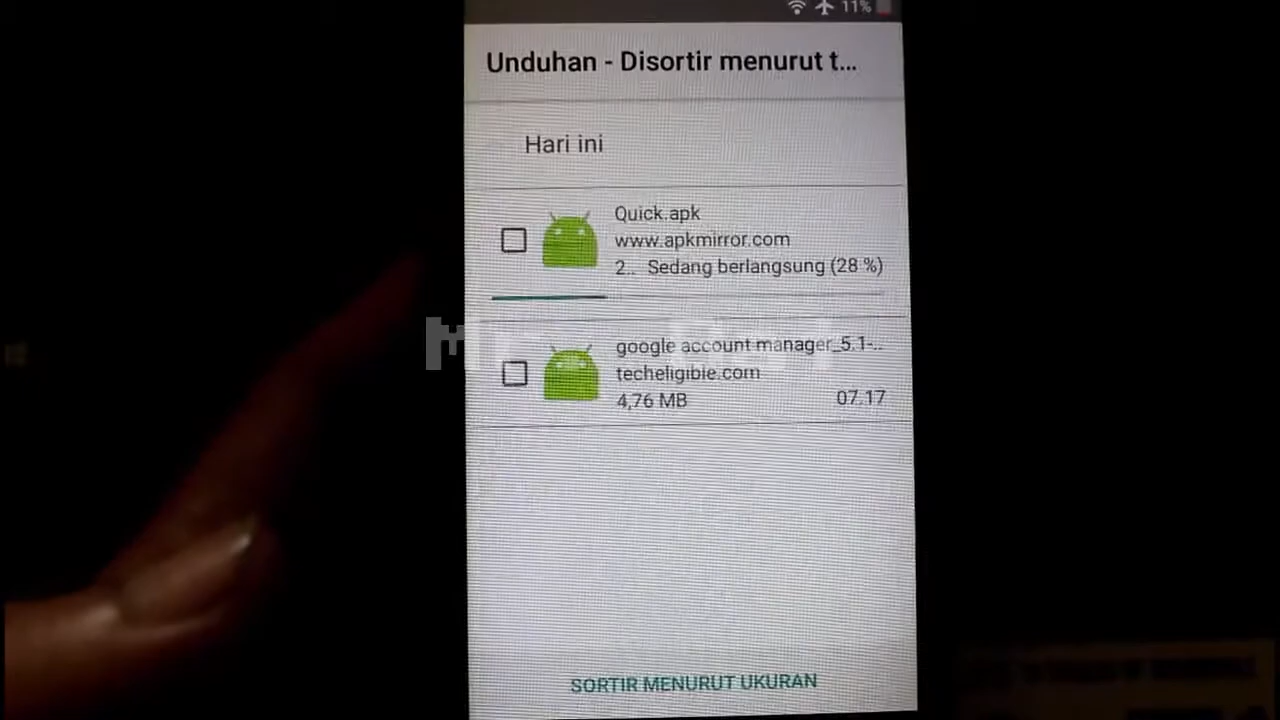 11%
Unduhan - Disortir menurut t...
Hari ini
Quick.apk
www.apkmirror.com
2.. Sedang berlangsung (28 %)
google account manager_5.1-..
techeligible.com
4,76 MB 07.17
SORTIR MENURUT UKURAN